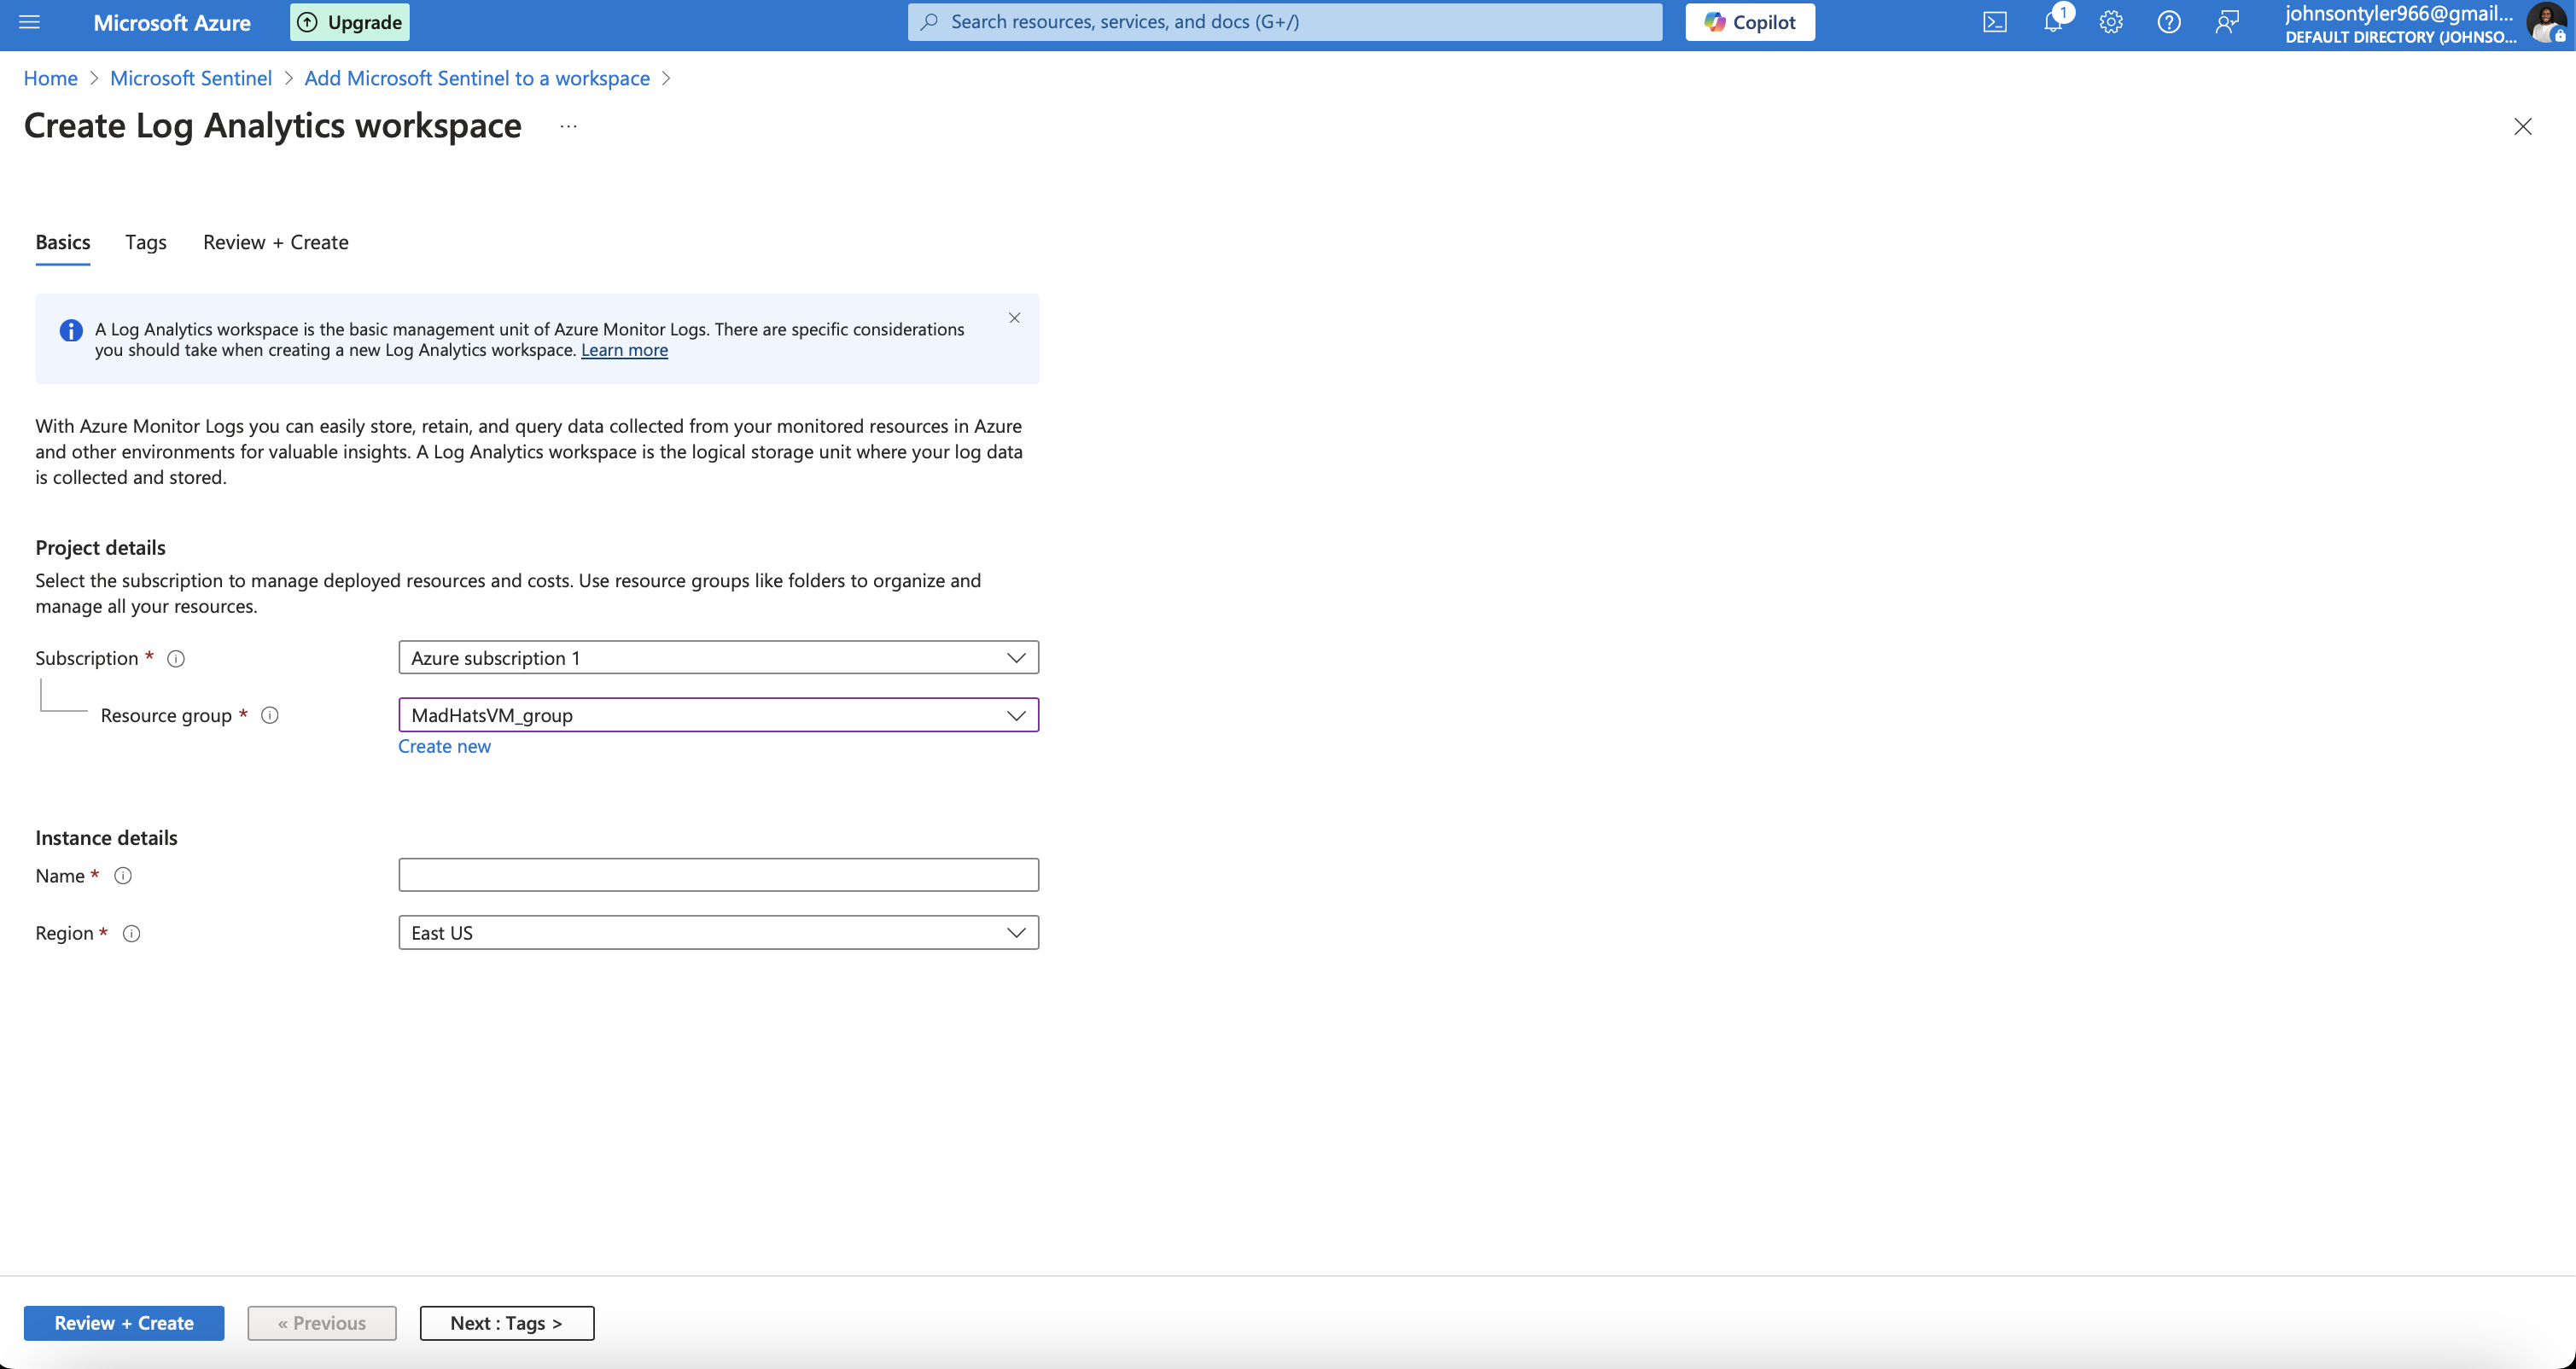 Microsoft Azure
Upgrade
Search resources, services, and docs (G+/)
Copilot
1
johnsontyler966@gmail...
DEFAULT DIRECTORY (JOHNSO...
Home > Microsoft Sentinel > Add Microsoft Sentinel to a workspace >
Create Log Analytics workspace ...
Basics Tags Review + Create
A Log Analytics workspace is the basic management unit of Azure Monitor Logs. There are specific considerations
you should take when creating a new Log Analytics workspace. Learn more
With Azure Monitor Logs you can easily store, retain, and query data collected from your monitored resources in Azure
and other environments for valuable insights. A Log Analytics workspace is the logical storage unit where your log data
is collected and stored.
Project details
Select the subscription to manage deployed resources and costs. Use resource groups like folders to organize and
manage all your resources.
Subscription * Azure subscription 1
Resource group * MadHatsVM_group
Create new
Instance details
Name *
Region * East US
Review + Create
« Previous
Next : Tags >